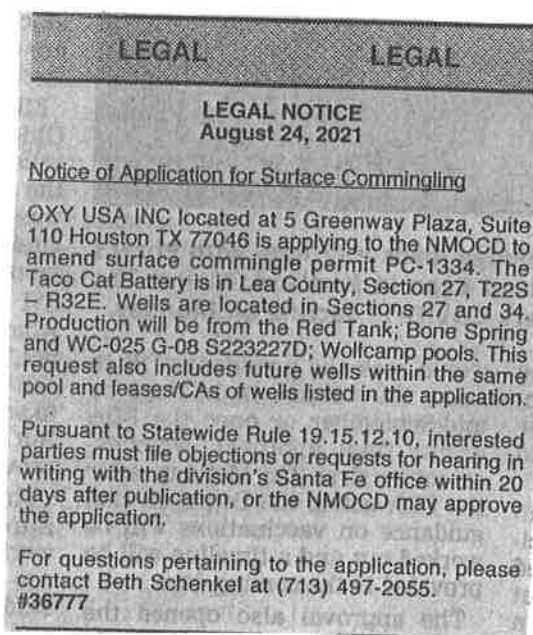 LEGAL LEGAL
LEGAL NOTICE
August 24, 2021
Notice of Application for Surface Commingling
OXY USA INC located at 5 Greenway Plaza, Suite
110 Houston TX 77046 is applying to the NMOCD to
amend surface commingle permit PC-1334. The
Taco Cat Battery is in Lea County, Section 27, T22S
– R32E. Wells are located in Sections 27 and 34.
Production will be from the Red Tank; Bone Spring
and WC-025 G-08 S223227D; Wolfcamp pools. This
request also includes future wells within the same
pool and leases/CAs of wells listed in the application.
Pursuant to Statewide Rule 19.15.12.10, interested
parties must file objections or requests for hearing in
writing with the division's Santa Fe office within 20
days after publication, or the NMOCD may approve
the application.
For questions pertaining to the application, please
contact Beth Schenkel at (713) 497-2055.
#36777